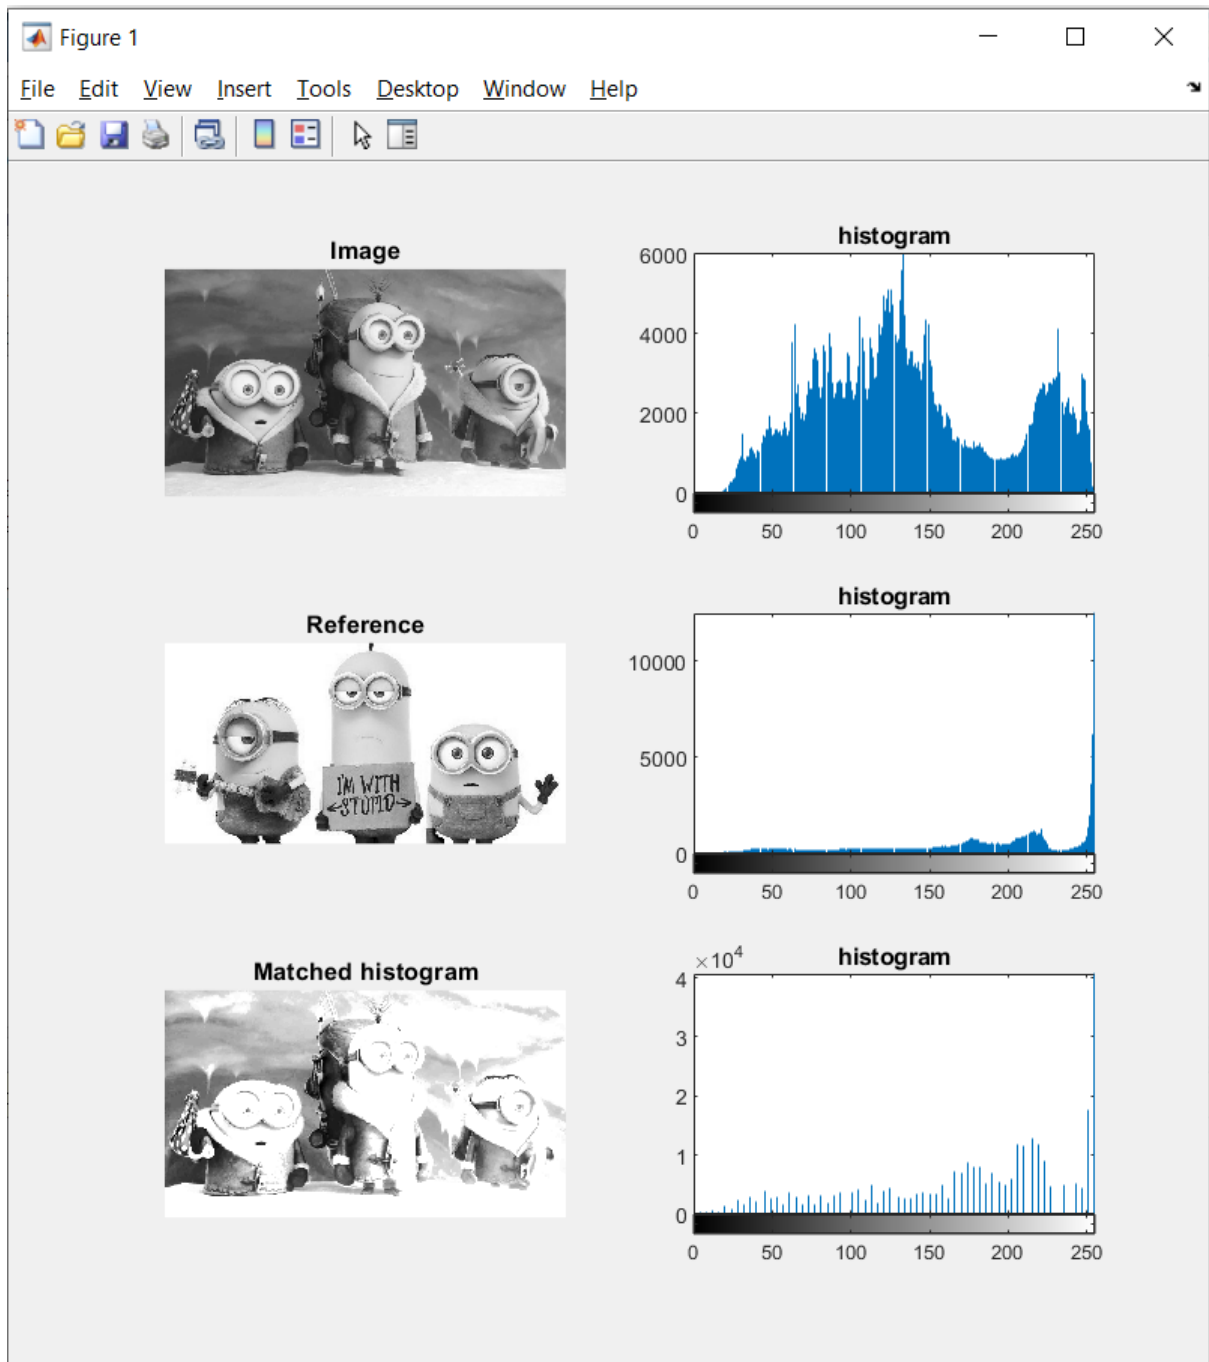 Figure 1
File Edit View Insert Tools Desktop Window Help
Image
histogram
6000
4000
2000
0
0 50 100 150 200 250
Reference
I'M WITH
←STUPID→
histogram
10000
5000
0
0 50 100 150 200 250
Matched histogram
histogram
×10⁴
4
3
2
1
0
0 50 100 150 200 250